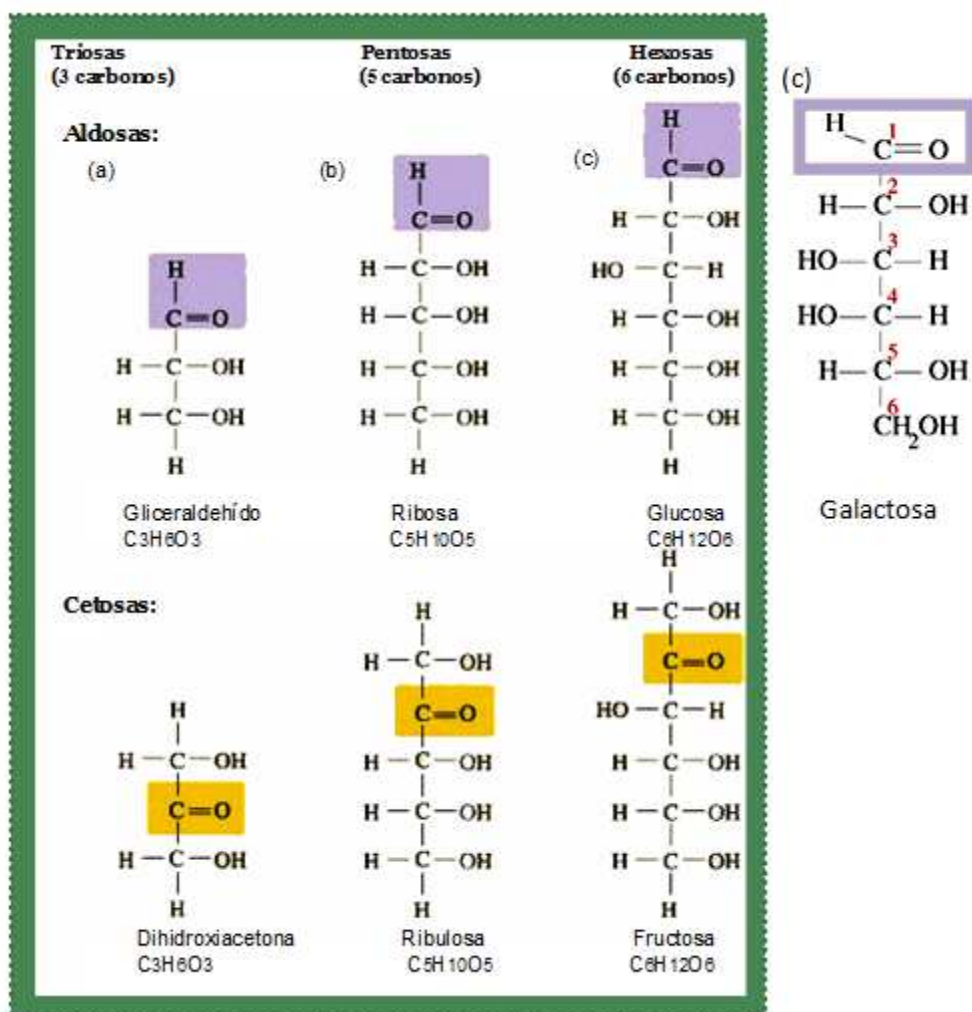 Triosas
(3 carbonos)
Pentosas
(5 carbonos)
Hexosas
(6 carbonos)
Aldosas:
(a)
H
C=O
H—C—OH
H—C—OH
H
Gliceraldehído
C3H6O3
(b)
H
C=O
H—C—OH
H—C—OH
H—C—OH
H—C—OH
H
Ribosa
C5H10O5
(c)
H
C=O
H—C—OH
HO—C—H
H—C—OH
H—C—OH
H—C—OH
H
Glucosa
C6H12O6
(c)
H
1
C=O
2
H—C—OH
3
HO—C—H
4
HO—C—H
5
H—C—OH
6
CH2OH
Galactosa
Cetosas:
H
H—C—OH
C=O
H—C—OH
H
Dihidroxiacetona
C3H6O3
H
H—C—OH
C=O
H—C—OH
H—C—OH
H—C—OH
H
Ribulosa
C5H10O5
H
H—C—OH
C=O
HO—C—H
H—C—OH
H—C—OH
H—C—OH
H
Fructosa
C6H12O6